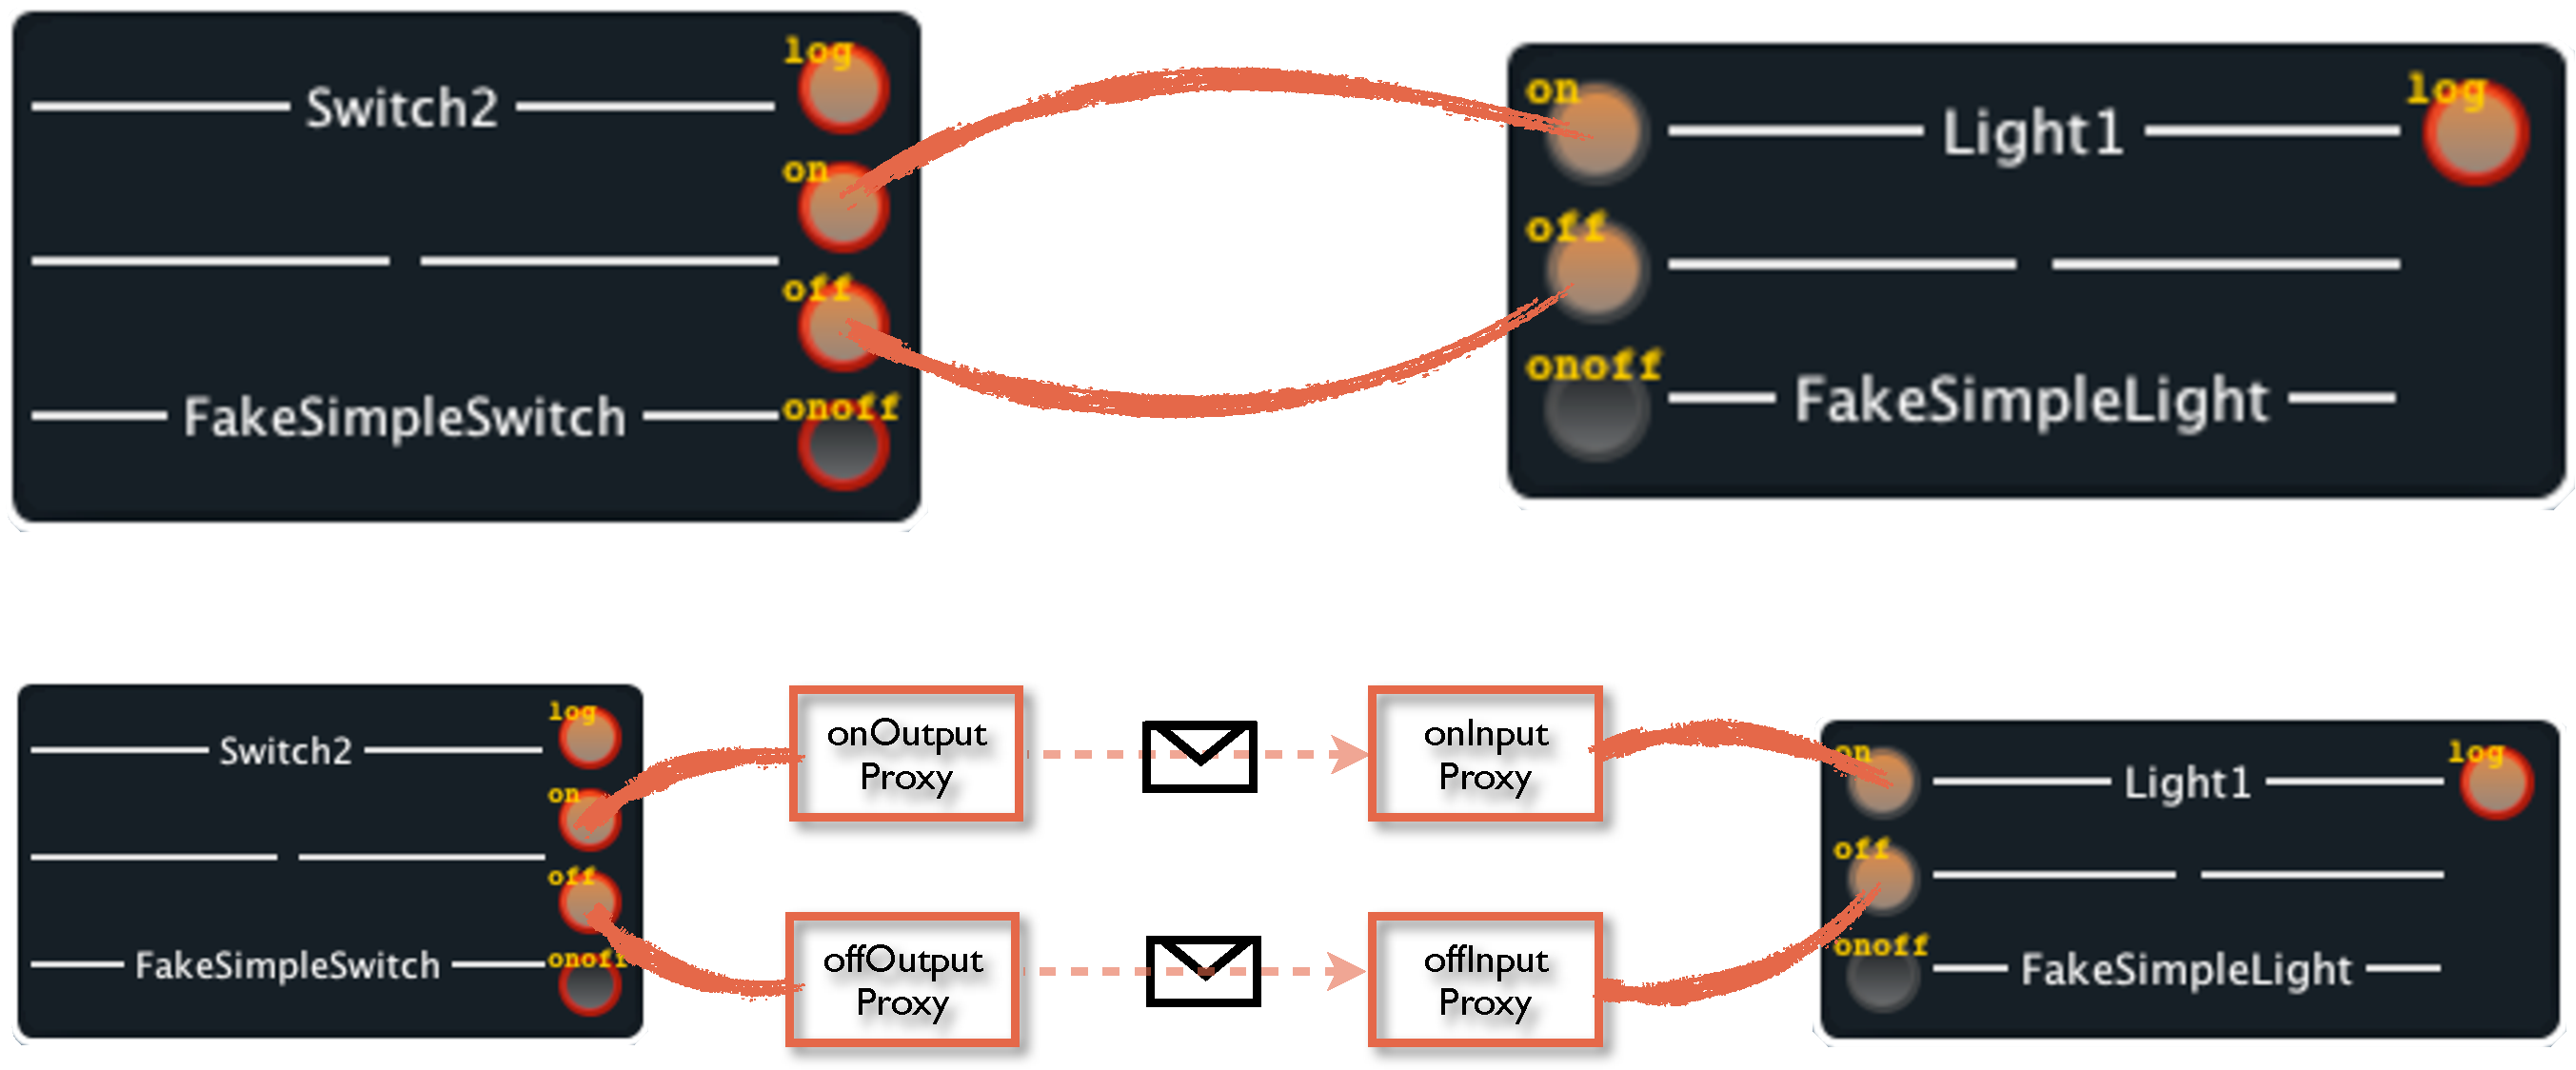 log
Switch2
on
off
FakeSimpleSwitch
onoff
on
Light1
log
off
onoff
FakeSimpleLight
log
Switch2
on
off
FakeSimpleSwitch
onoff
onOutput
Proxy
onInput
Proxy
offOutput
Proxy
offInput
Proxy
on
Light1
log
off
onoff
FakeSimpleLight